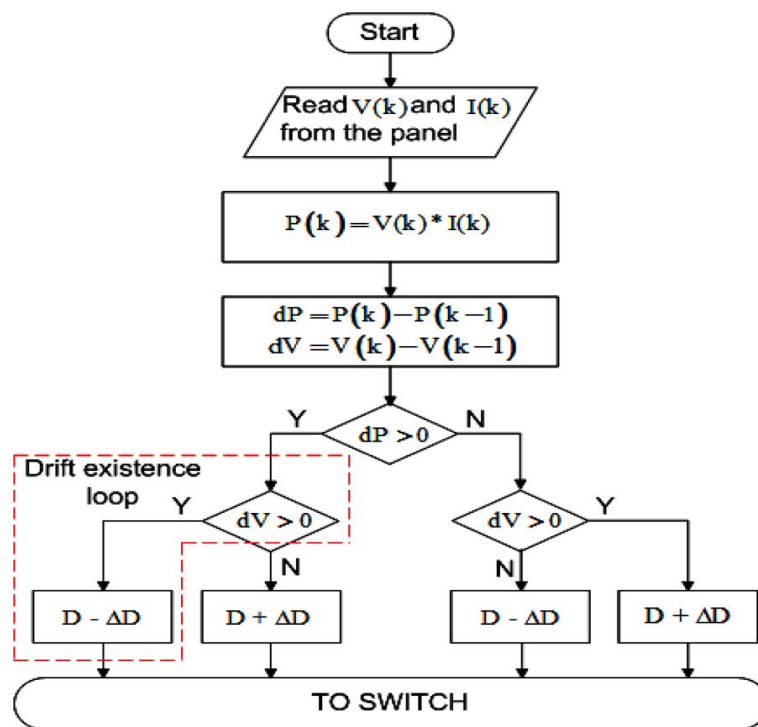 Start
Read V(k) and I(k)
from the panel
P(k)=V(k)*I(k)
dP=P(k)-P(k-1)
dV=V(k)-V(k-1)
Y
N
dP>0
Drift existence
loop
Y
dV>0
N
dV>0
Y
N
D - ΔD
D + ΔD
D - ΔD
D + ΔD
TO SWITCH